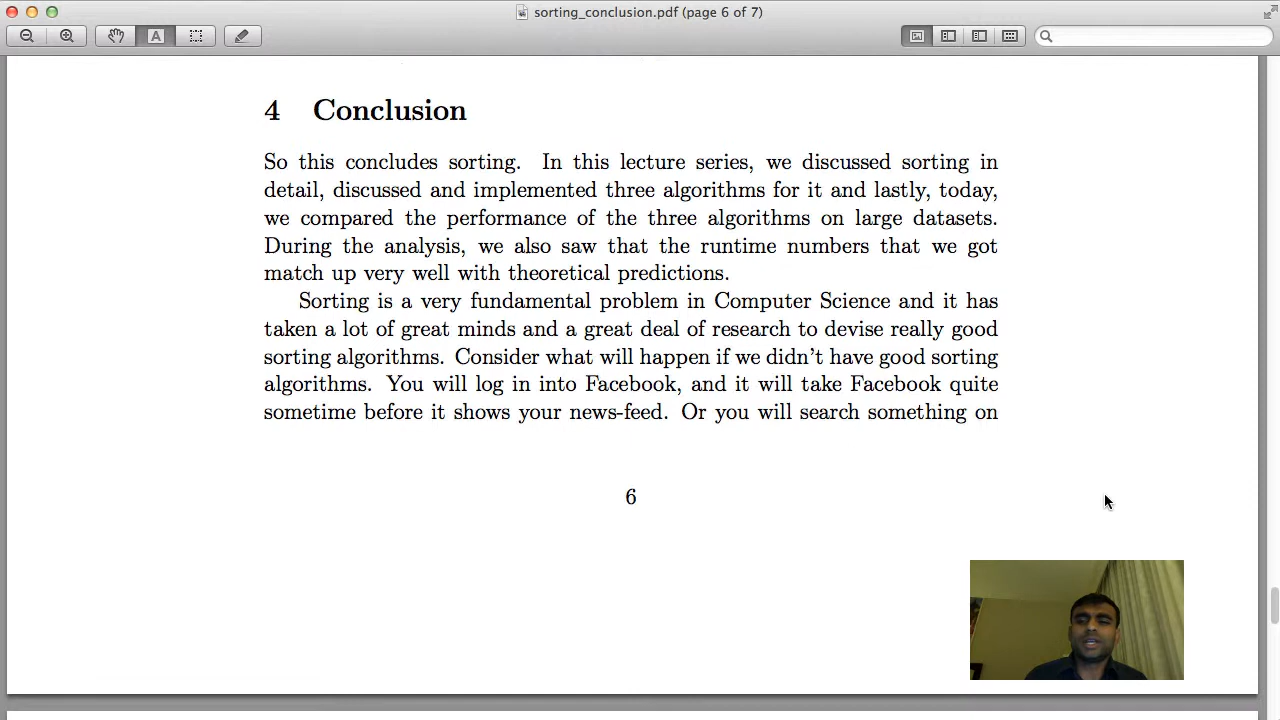 sorting_conclusion.pdf (page 6 of 7)
A
4 Conclusion
So this concludes sorting. In this lecture series, we discussed sorting in
detail, discussed and implemented three algorithms for it and lastly, today,
we compared the performance of the three algorithms on large datasets.
During the analysis, we also saw that the runtime numbers that we got
match up very well with theoretical predictions.
Sorting is a very fundamental problem in Computer Science and it has
taken a lot of great minds and a great deal of research to devise really good
sorting algorithms. Consider what will happen if we didn't have good sorting
algorithms. You will log in into Facebook, and it will take Facebook quite
sometime before it shows your news-feed. Or you will search something on
6